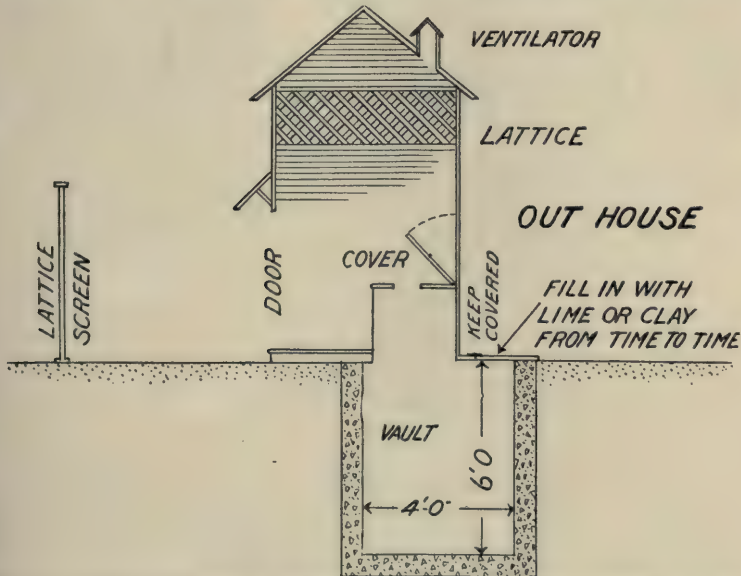 VENTILATOR
LATTICE
OUT HOUSE
LATTICE
SCREEN
DOOR
COVER
KEEP
COVERED
FILL IN WITH
LIME OR CLAY
FROM TIME TO TIME
VAULT
6'0
4'-0"